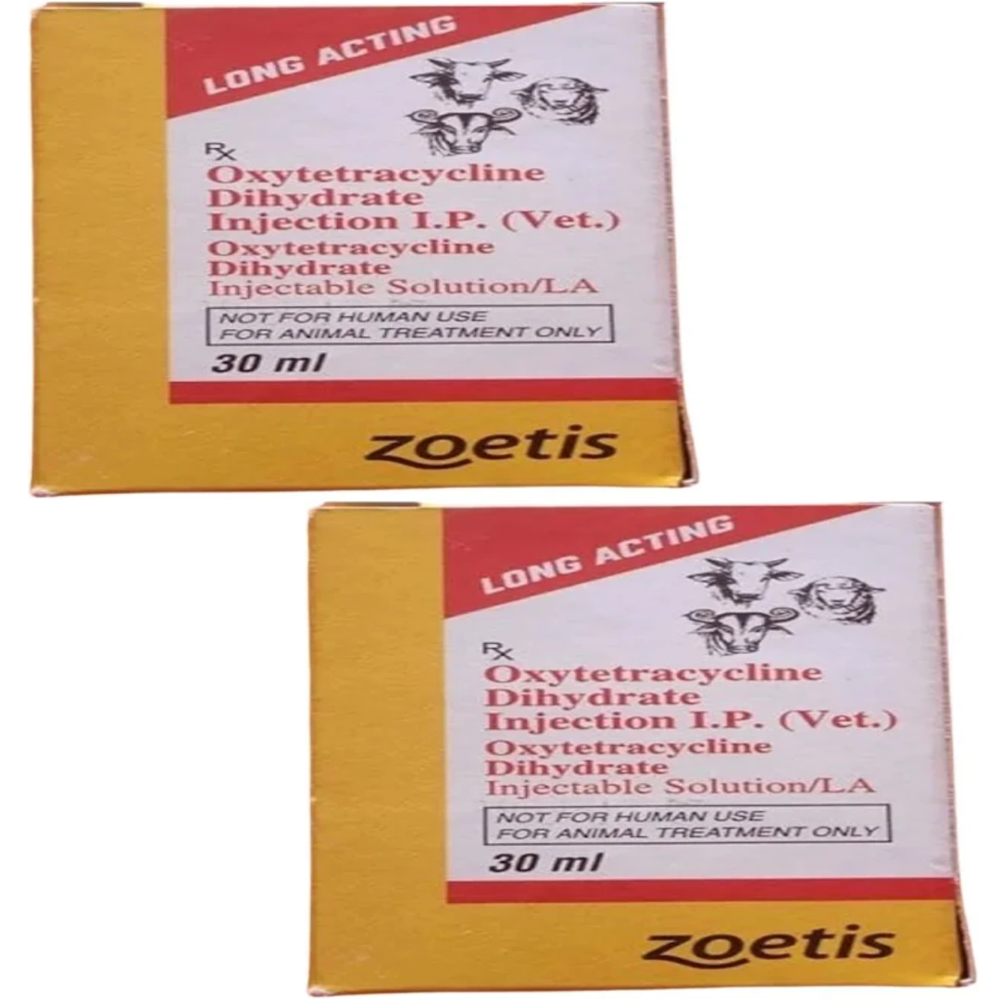 LONG ACTING
Rx
Oxytetracycline
Dihydrate
Injection I.P. (Vet.)
Oxytetracycline
Dihydrate
Injectable Solution/LA
NOT FOR HUMAN USE
FOR ANIMAL TREATMENT ONLY
30 ml
zoetis
LONG ACTING
Rx
Oxytetracycline
Dihydrate
Injection I.P. (Vet.)
Oxytetracycline
Dihydrate
Injectable Solution/LA
NOT FOR HUMAN USE
FOR ANIMAL TREATMENT ONLY
30 ml
zoetis